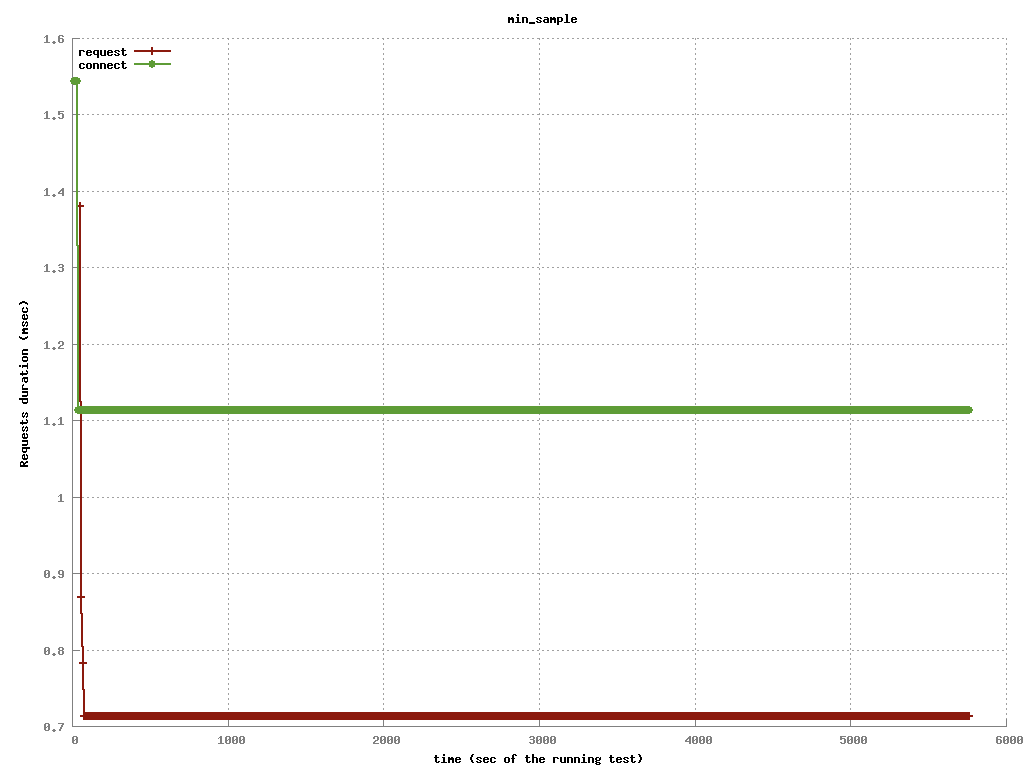 min_sample
1.6
request
connect
1.5
1.4
1.3
1.2
1.1
1
0.9
0.8
0.7
Requests duration (msec)
0 1000 2000 3000 4000 5000 6000
time (sec of the running test)